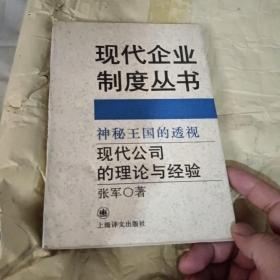 现代企业
制度丛书
神秘王国的透视
现代公司
的理论与经验
张军〇著
上海译文出版社